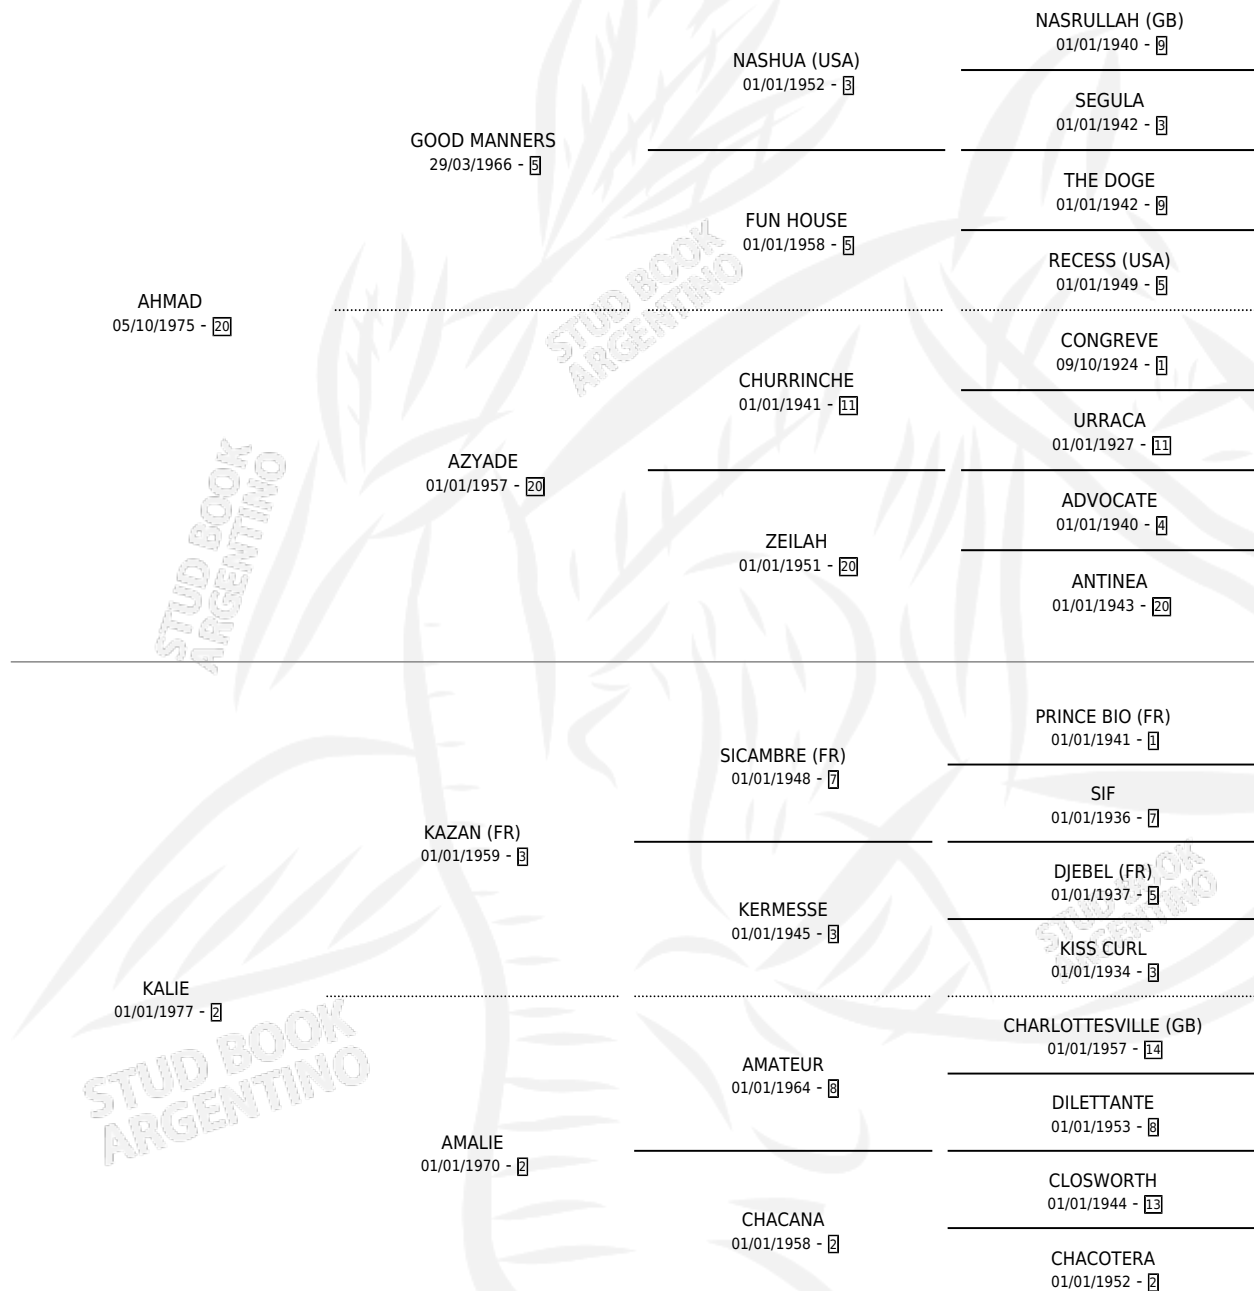 NASRULLAH (GB)
01/01/1940 - 9
NASHUA (USA)
01/01/1952 - 3
SEGULA
01/01/1942 - 3
GOOD MANNERS
29/03/1966 - 5
THE DOGE
01/01/1942 - 9
FUN HOUSE
01/01/1958 - 5
RECESS (USA)
01/01/1949 - 5
AHMAD
05/10/1975 - 20
CONGREVE
09/10/1924 - 1
CHURRINCHE
01/01/1941 - 11
URRACA
01/01/1927 - 11
AZYADE
01/01/1957 - 20
ADVOCATE
01/01/1940 - 4
ZEILAH
01/01/1951 - 20
ANTINEA
01/01/1943 - 20
PRINCE BIO (FR)
01/01/1941 - 1
SICAMBRE (FR)
01/01/1948 - 7
SIF
01/01/1936 - 7
KAZAN (FR)
01/01/1959 - 3
DJEBEL (FR)
01/01/1937 - 5
KERMESSE
01/01/1945 - 3
KISS CURL
01/01/1934 - 3
KALIE
01/01/1977 - 2
CHARLOTTESVILLE (GB)
01/01/1957 - 14
AMATEUR
01/01/1964 - 8
DILETTANTE
01/01/1953 - 8
AMALIE
01/01/1970 - 2
CLOSWORTH
01/01/1944 - 13
CHACANA
01/01/1958 - 2
CHACOTERA
01/01/1952 - 2
STUD BOOK
ARGENTINO
STUD BOOK
ARGENTINO
STUD BOOK
ARGENTINO
STUD BOOK
ARGENTINO